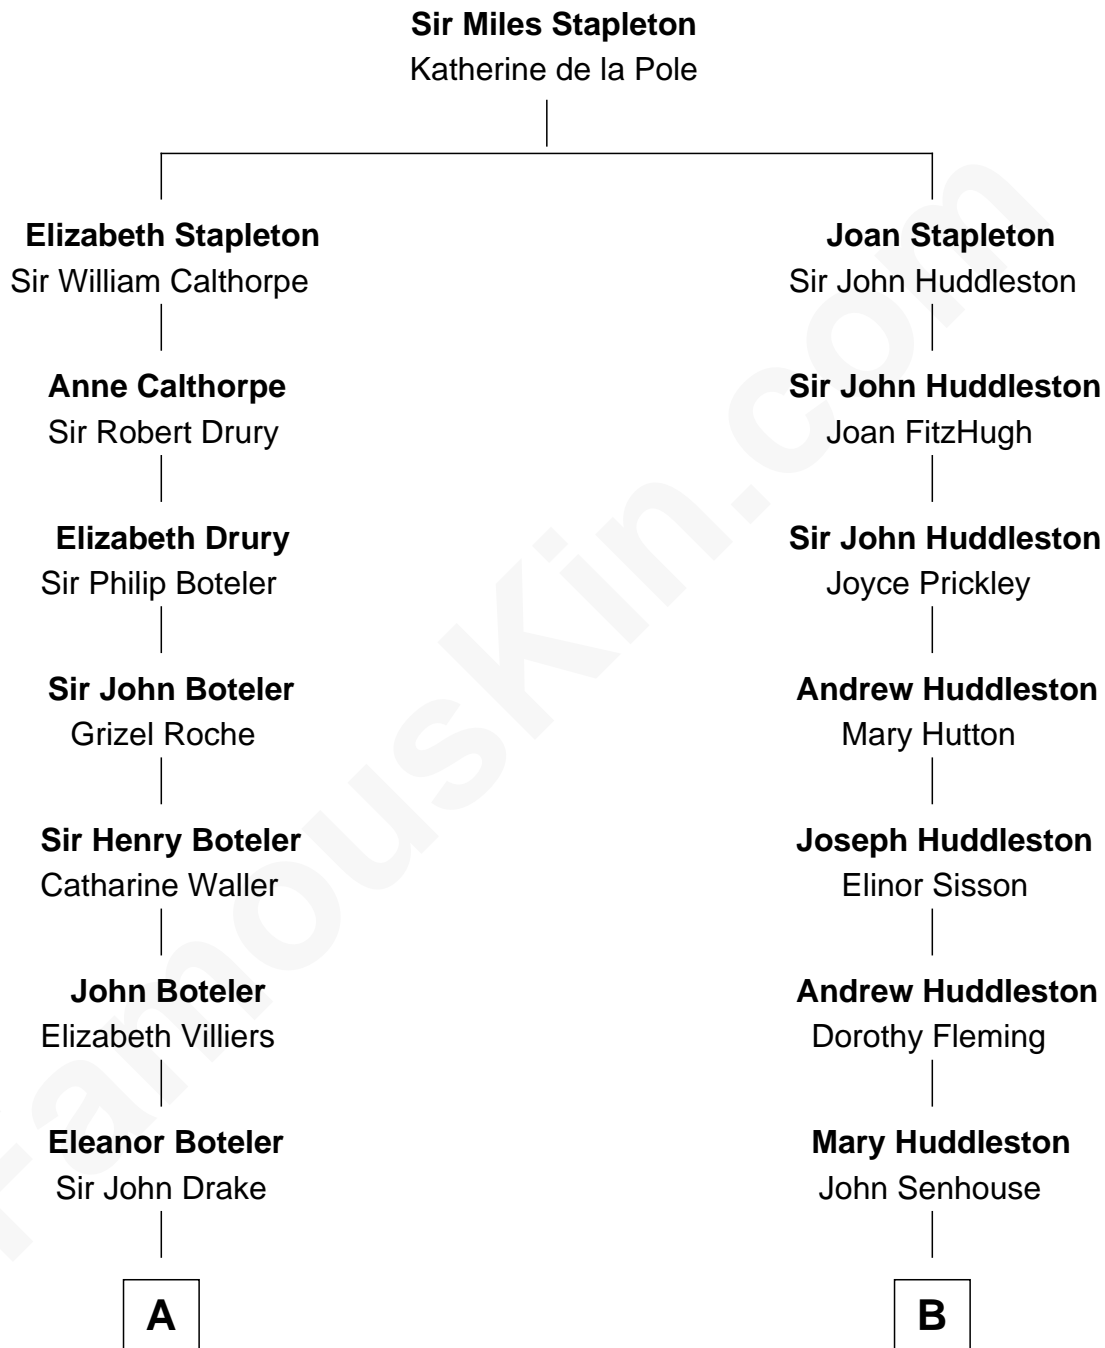 Sir Miles Stapleton
Katherine de la Pole
Elizabeth Stapleton
Sir William Calthorpe
Joan Stapleton
Sir John Huddleston
Anne Calthorpe
Sir Robert Drury
Sir John Huddleston
Joan FitzHugh
Elizabeth Drury
Sir Philip Boteler
Sir John Huddleston
Joyce Prickley
Sir John Boteler
Grizel Roche
Andrew Huddleston
Mary Hutton
Sir Henry Boteler
Catharine Waller
Joseph Huddleston
Elinor Sisson
John Boteler
Elizabeth Villiers
Andrew Huddleston
Dorothy Fleming
Eleanor Boteler
Sir John Drake
Mary Huddleston
John Senhouse
A
B
FamousKin.com